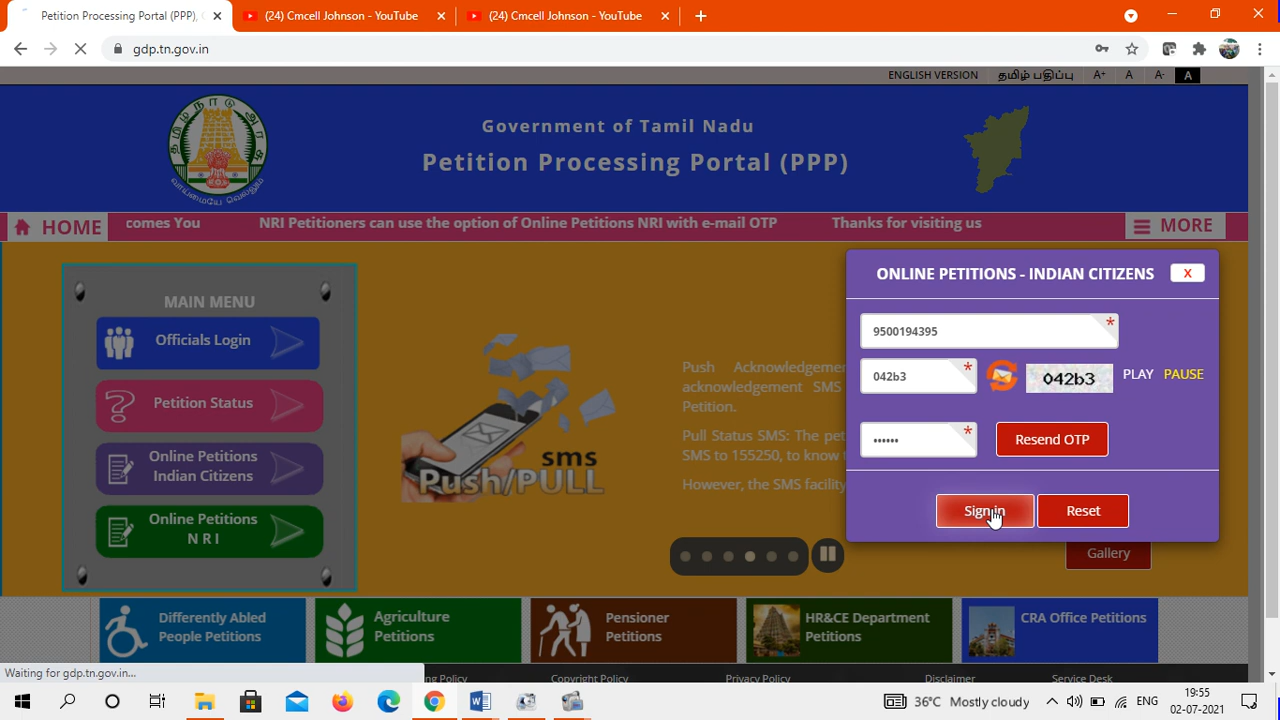 Petition Processing Portal (PPP), 
(24) Cmcell Johnson - YouTube
(24) Cmcell Johnson - YouTube
gdp.tn.gov.in
ENGLISH VERSION தமிழ் பதிப்பு A+ A A- A
Government of Tamil Nadu
Petition Processing Portal (PPP)
HOME comes You NRI Petitioners can use the option of Online Petitions NRI with e-mail OTP Thanks for visiting us MORE
MAIN MENU
Officials Login
Petition Status
Online Petitions
Indian Citizens
Online Petitions
N R I
sms
Push/PULL
Push Acknowledgeme
acknowledgement SMS
Petition.
Pull Status SMS: The pet
SMS to 155250, to know t
However, the SMS facility
ONLINE PETITIONS - INDIAN CITIZENS X
9500194395 *
042b3 * 042b3 PLAY PAUSE
•••••• * Resend OTP
Sign in Reset
Gallery
Differently Abled
People Petitions
Agriculture
Petitions
Pensioner
Petitions
HR&CE Department
Petitions
CRA Office Petitions
Waiting for gdp.tn.gov.in...
ng Policy Copyright Policy Privacy Policy Disclaimer Service Desk
36°C Mostly cloudy ENG
19:55
02-07-2021